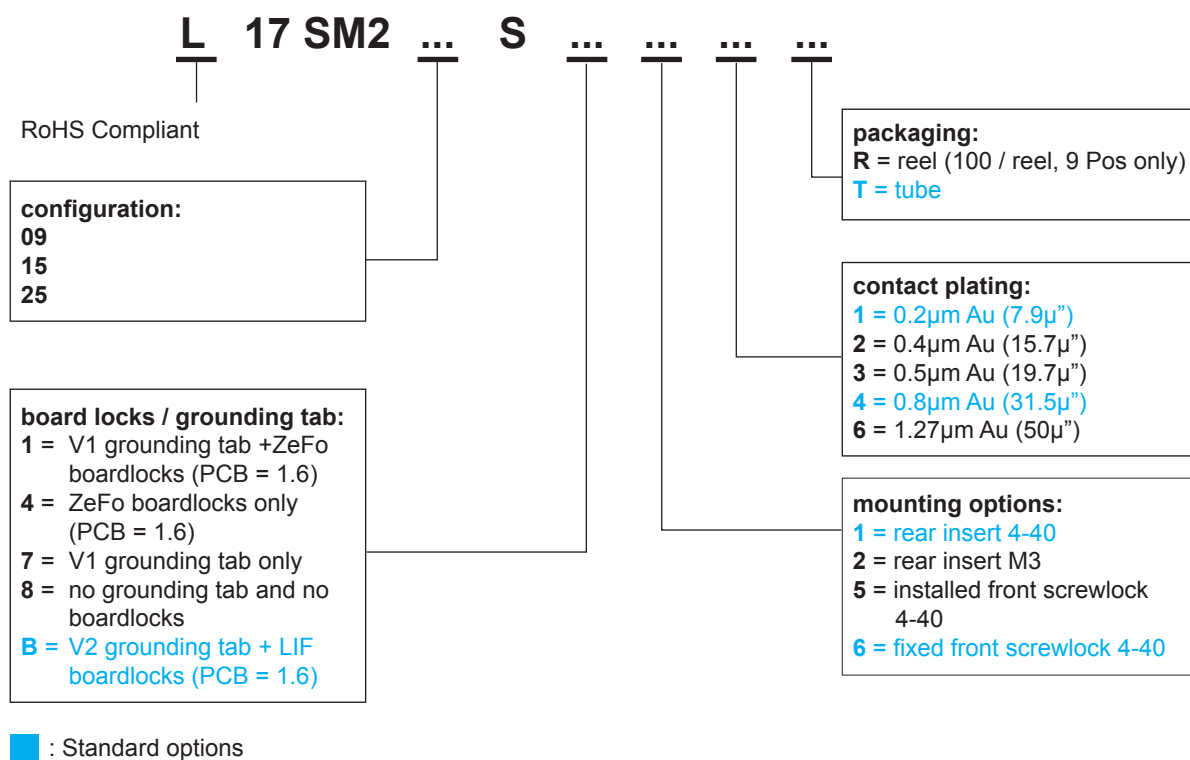 L 17 SM2 ... S ... ... ... ...
RoHS Compliant
configuration:
09
15
25
board locks / grounding tab:
1 = V1 grounding tab +ZeFo
boardlocks (PCB = 1.6)
4 = ZeFo boardlocks only
(PCB = 1.6)
7 = V1 grounding tab only
8 = no grounding tab and no
boardlocks
B = V2 grounding tab + LIF
boardlocks (PCB = 1.6)
packaging:
R = reel (100 / reel, 9 Pos only)
T = tube
contact plating:
1 = 0.2µm Au (7.9µ”)
2 = 0.4µm Au (15.7µ”)
3 = 0.5µm Au (19.7µ”)
4 = 0.8µm Au (31.5µ”)
6 = 1.27µm Au (50µ”)
mounting options:
1 = rear insert 4-40
2 = rear insert M3
5 = installed front screwlock
4-40
6 = fixed front screwlock 4-40
: Standard options